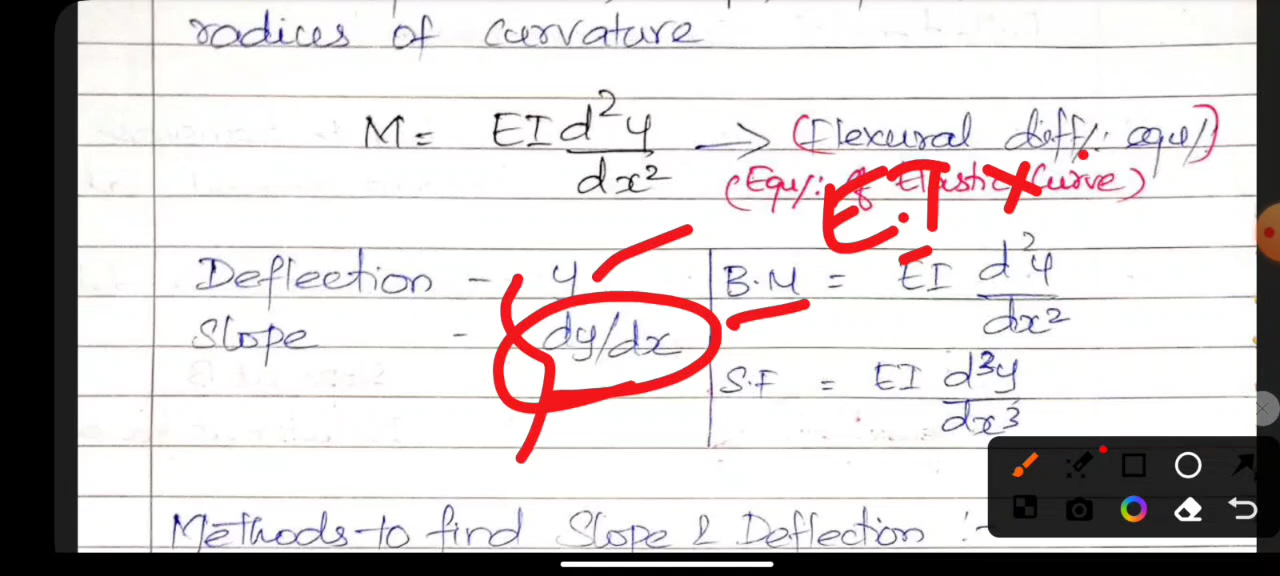 radices of curvature
M = EI d²y/dx² → (Flexural diff/: equ/)
(Equ/: of Elastic Curve)
E.I X
Deflection - y
Slope - dy/dx
B.M = EI d²y/dx²
S.F = EI d³y/dx³
Methods to find Slope & Deflection :-